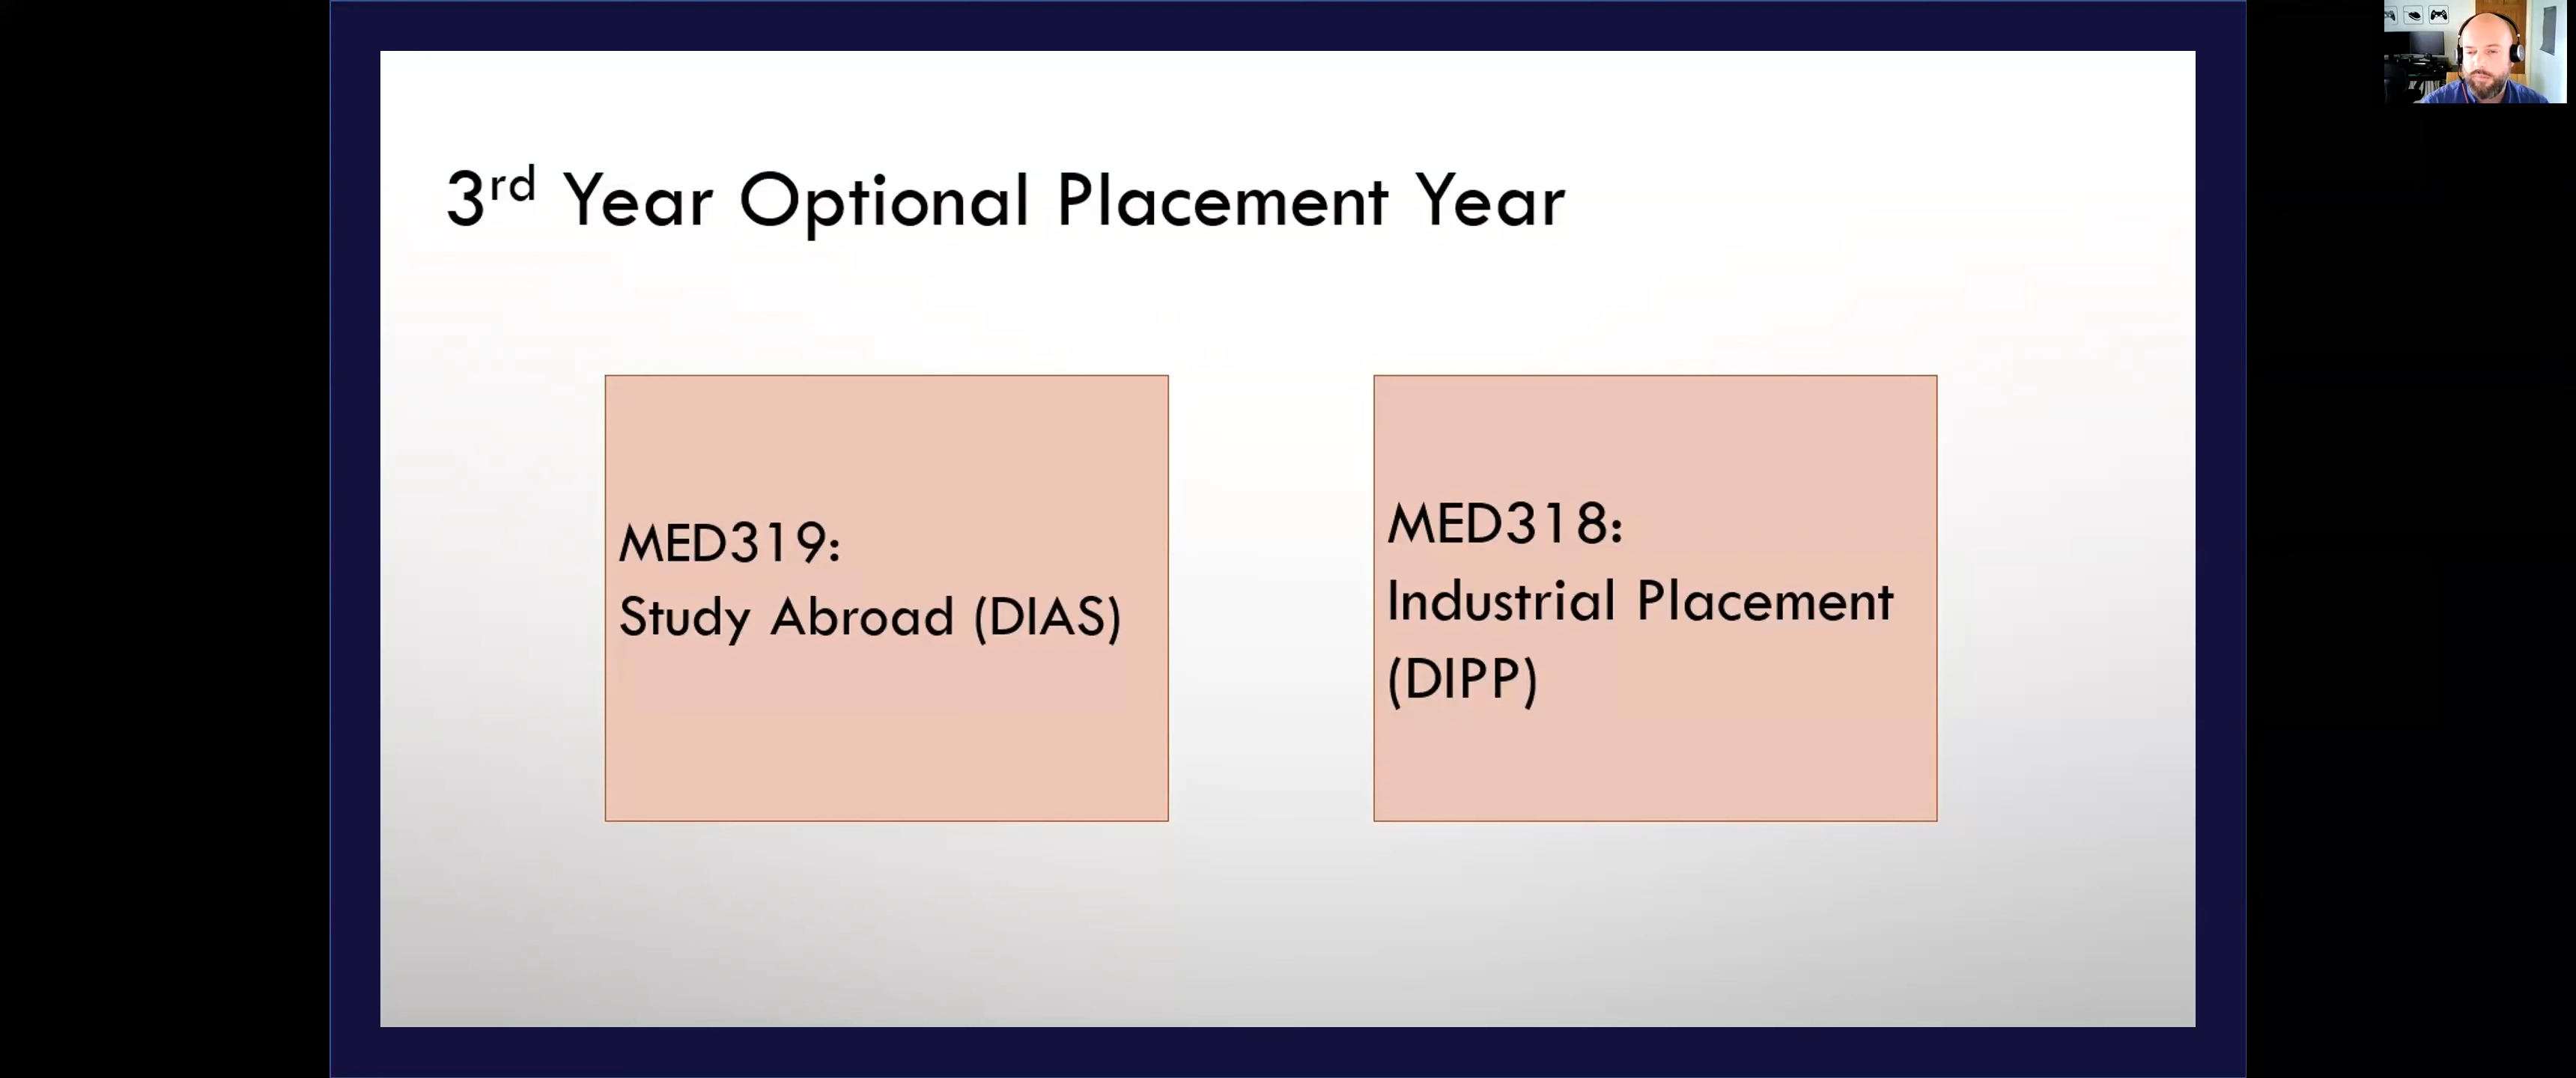 3rd Year Optional Placement Year
MED319:
Study Abroad (DIAS)
MED318:
Industrial Placement
(DIPP)